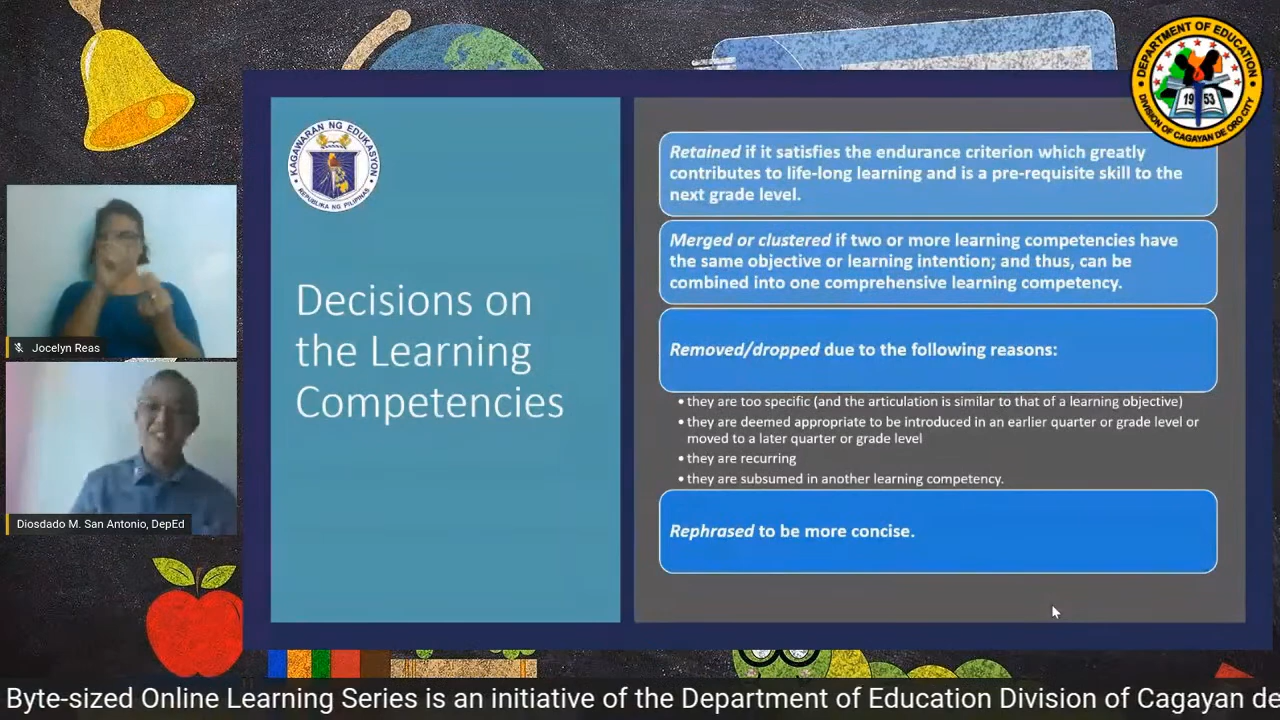 DEPARTMENT OF EDUCATION
19 53
DIVISION OF CAGAYAN DE ORO CITY
KAGAWARAN NG EDUKASYON
REPUBLIKA NG PILIPINAS
Decisions on
the Learning
Competencies
Retained if it satisfies the endurance criterion which greatly
contributes to life-long learning and is a pre-requisite skill to the
next grade level.
Merged or clustered if two or more learning competencies have
the same objective or learning intention; and thus, can be
combined into one comprehensive learning competency.
Removed/dropped due to the following reasons:
• they are too specific (and the articulation is similar to that of a learning objective)
• they are deemed appropriate to be introduced in an earlier quarter or grade level or
moved to a later quarter or grade level
• they are recurring
• they are subsumed in another learning competency.
Rephrased to be more concise.
Jocelyn Reas
Diosdado M. San Antonio, DepEd
Byte-sized Online Learning Series is an initiative of the Department of Education Division of Cagayan de